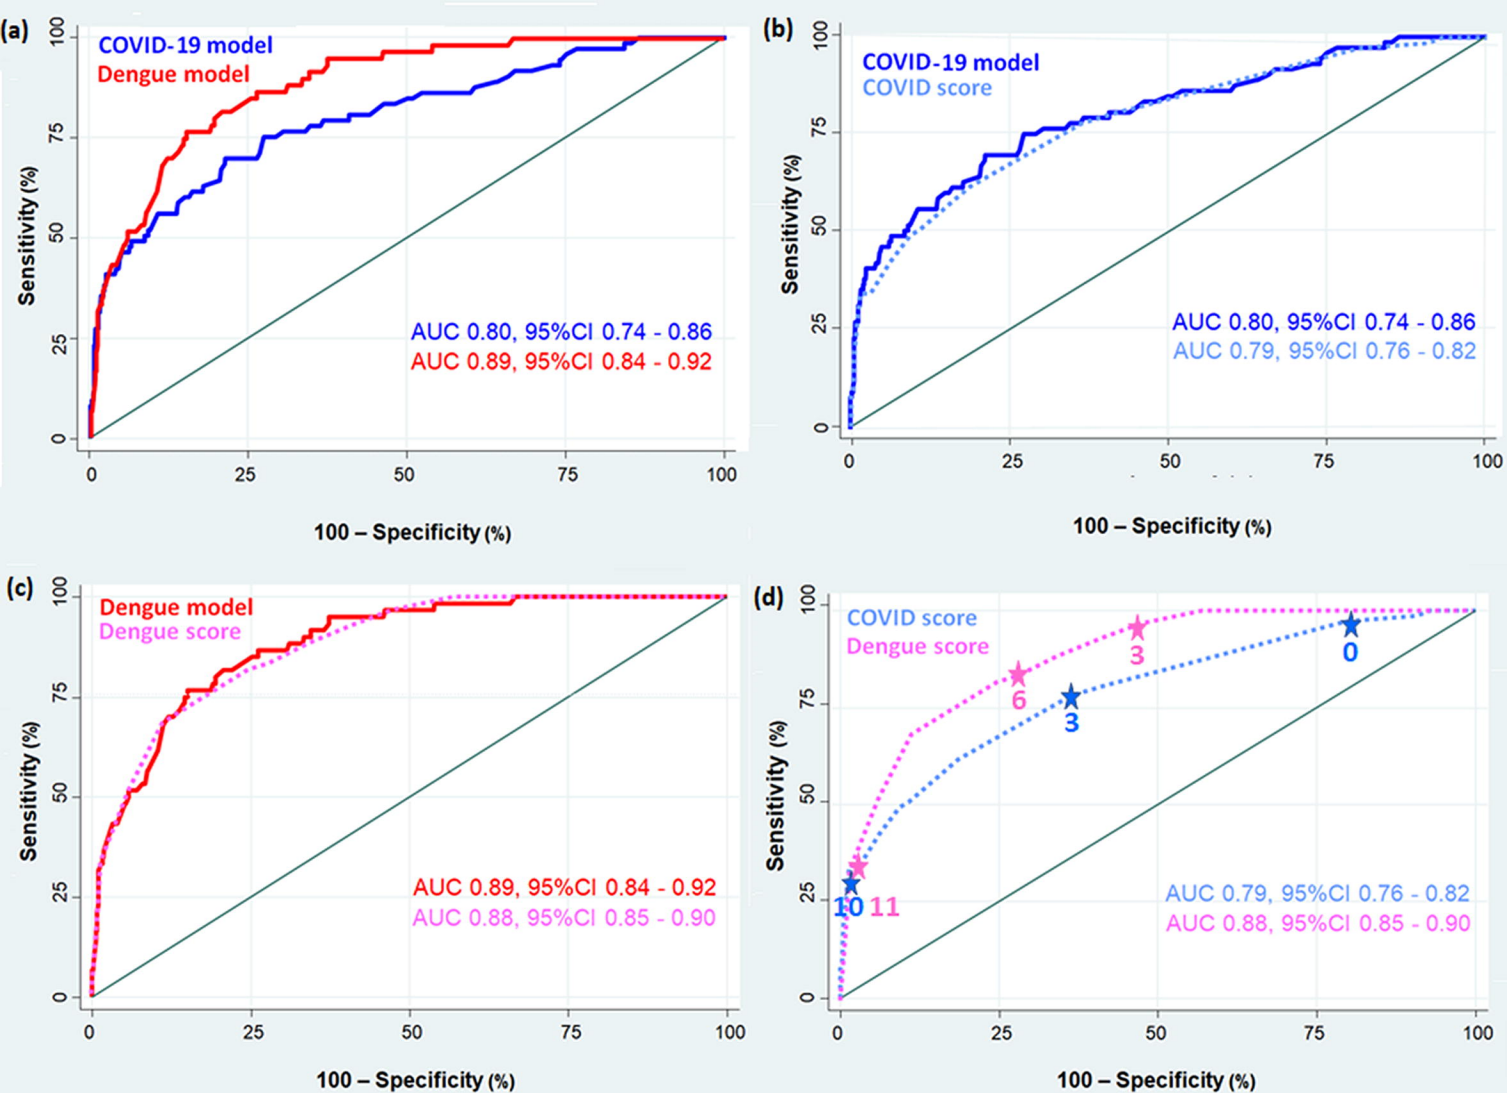 (a)
COVID-19 model
Dengue model
Sensitivity (%)
100
75
50
25
0
AUC 0.80, 95%CI 0.74 - 0.86
AUC 0.89, 95%CI 0.84 - 0.92
0 25 50 75 100
100 – Specificity (%)
(b)
COVID-19 model
COVID score
Sensitivity (%)
100
75
50
25
0
AUC 0.80, 95%CI 0.74 - 0.86
AUC 0.79, 95%CI 0.76 - 0.82
0 25 50 75 100
100 – Specificity (%)
(c)
Dengue model
Dengue score
Sensitivity (%)
100
75
50
25
0
AUC 0.89, 95%CI 0.84 - 0.92
AUC 0.88, 95%CI 0.85 - 0.90
0 25 50 75 100
100 – Specificity (%)
(d)
COVID score
Dengue score
Sensitivity (%)
100
75
50
25
0
3
0
6
3
10 11
AUC 0.79, 95%CI 0.76 - 0.82
AUC 0.88, 95%CI 0.85 - 0.90
0 25 50 75 100
100 – Specificity (%)